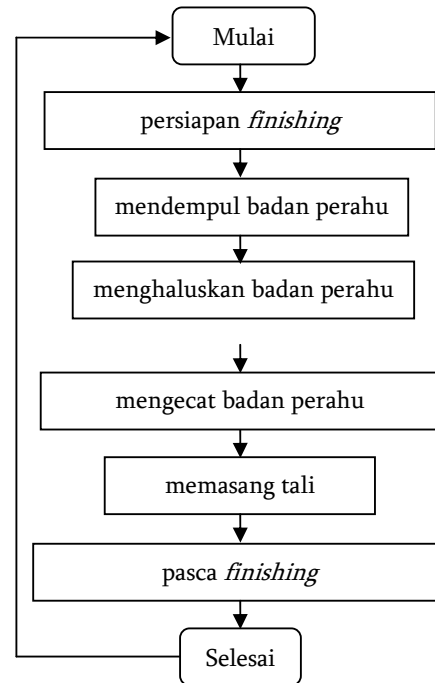 Mulai
persiapan finishing
mendempul badan perahu
menghaluskan badan perahu
mengecat badan perahu
memasang tali
pasca finishing
Selesai